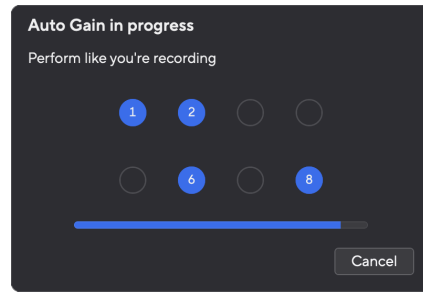 Auto Gain in progress
Perform like you're recording
1 2
6 8
Cancel